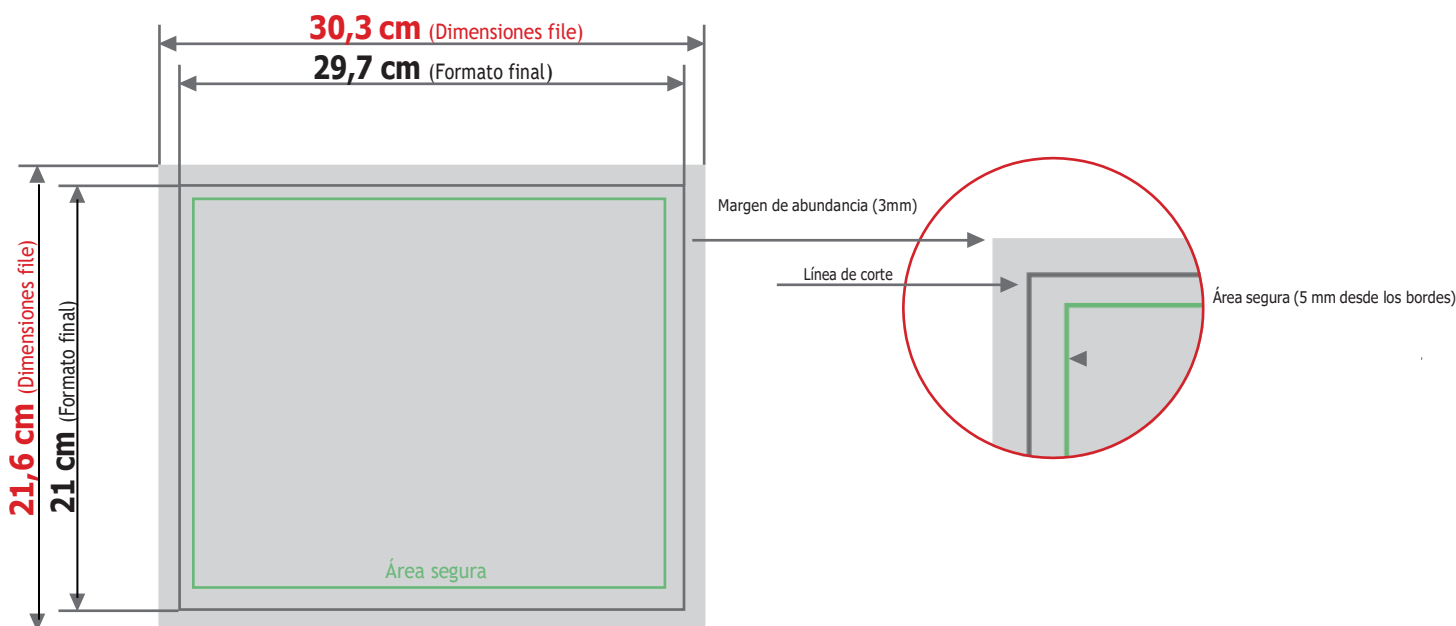 30,3 cm (Dimensiones file)
29,7 cm (Formato final)
21,6 cm (Dimensiones file)
21 cm (Formato final)
Margen de abundancia (3mm)
Línea de corte
Área segura (5 mm desde los bordes)
Área segura